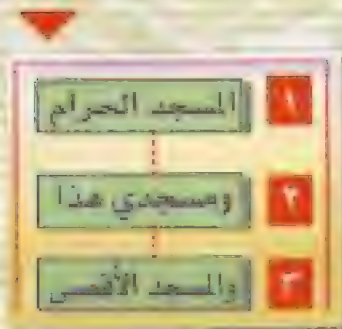 ١ المسجد الحرام
٢ ومسجدي هذا
٣ والمسجد الأقصى